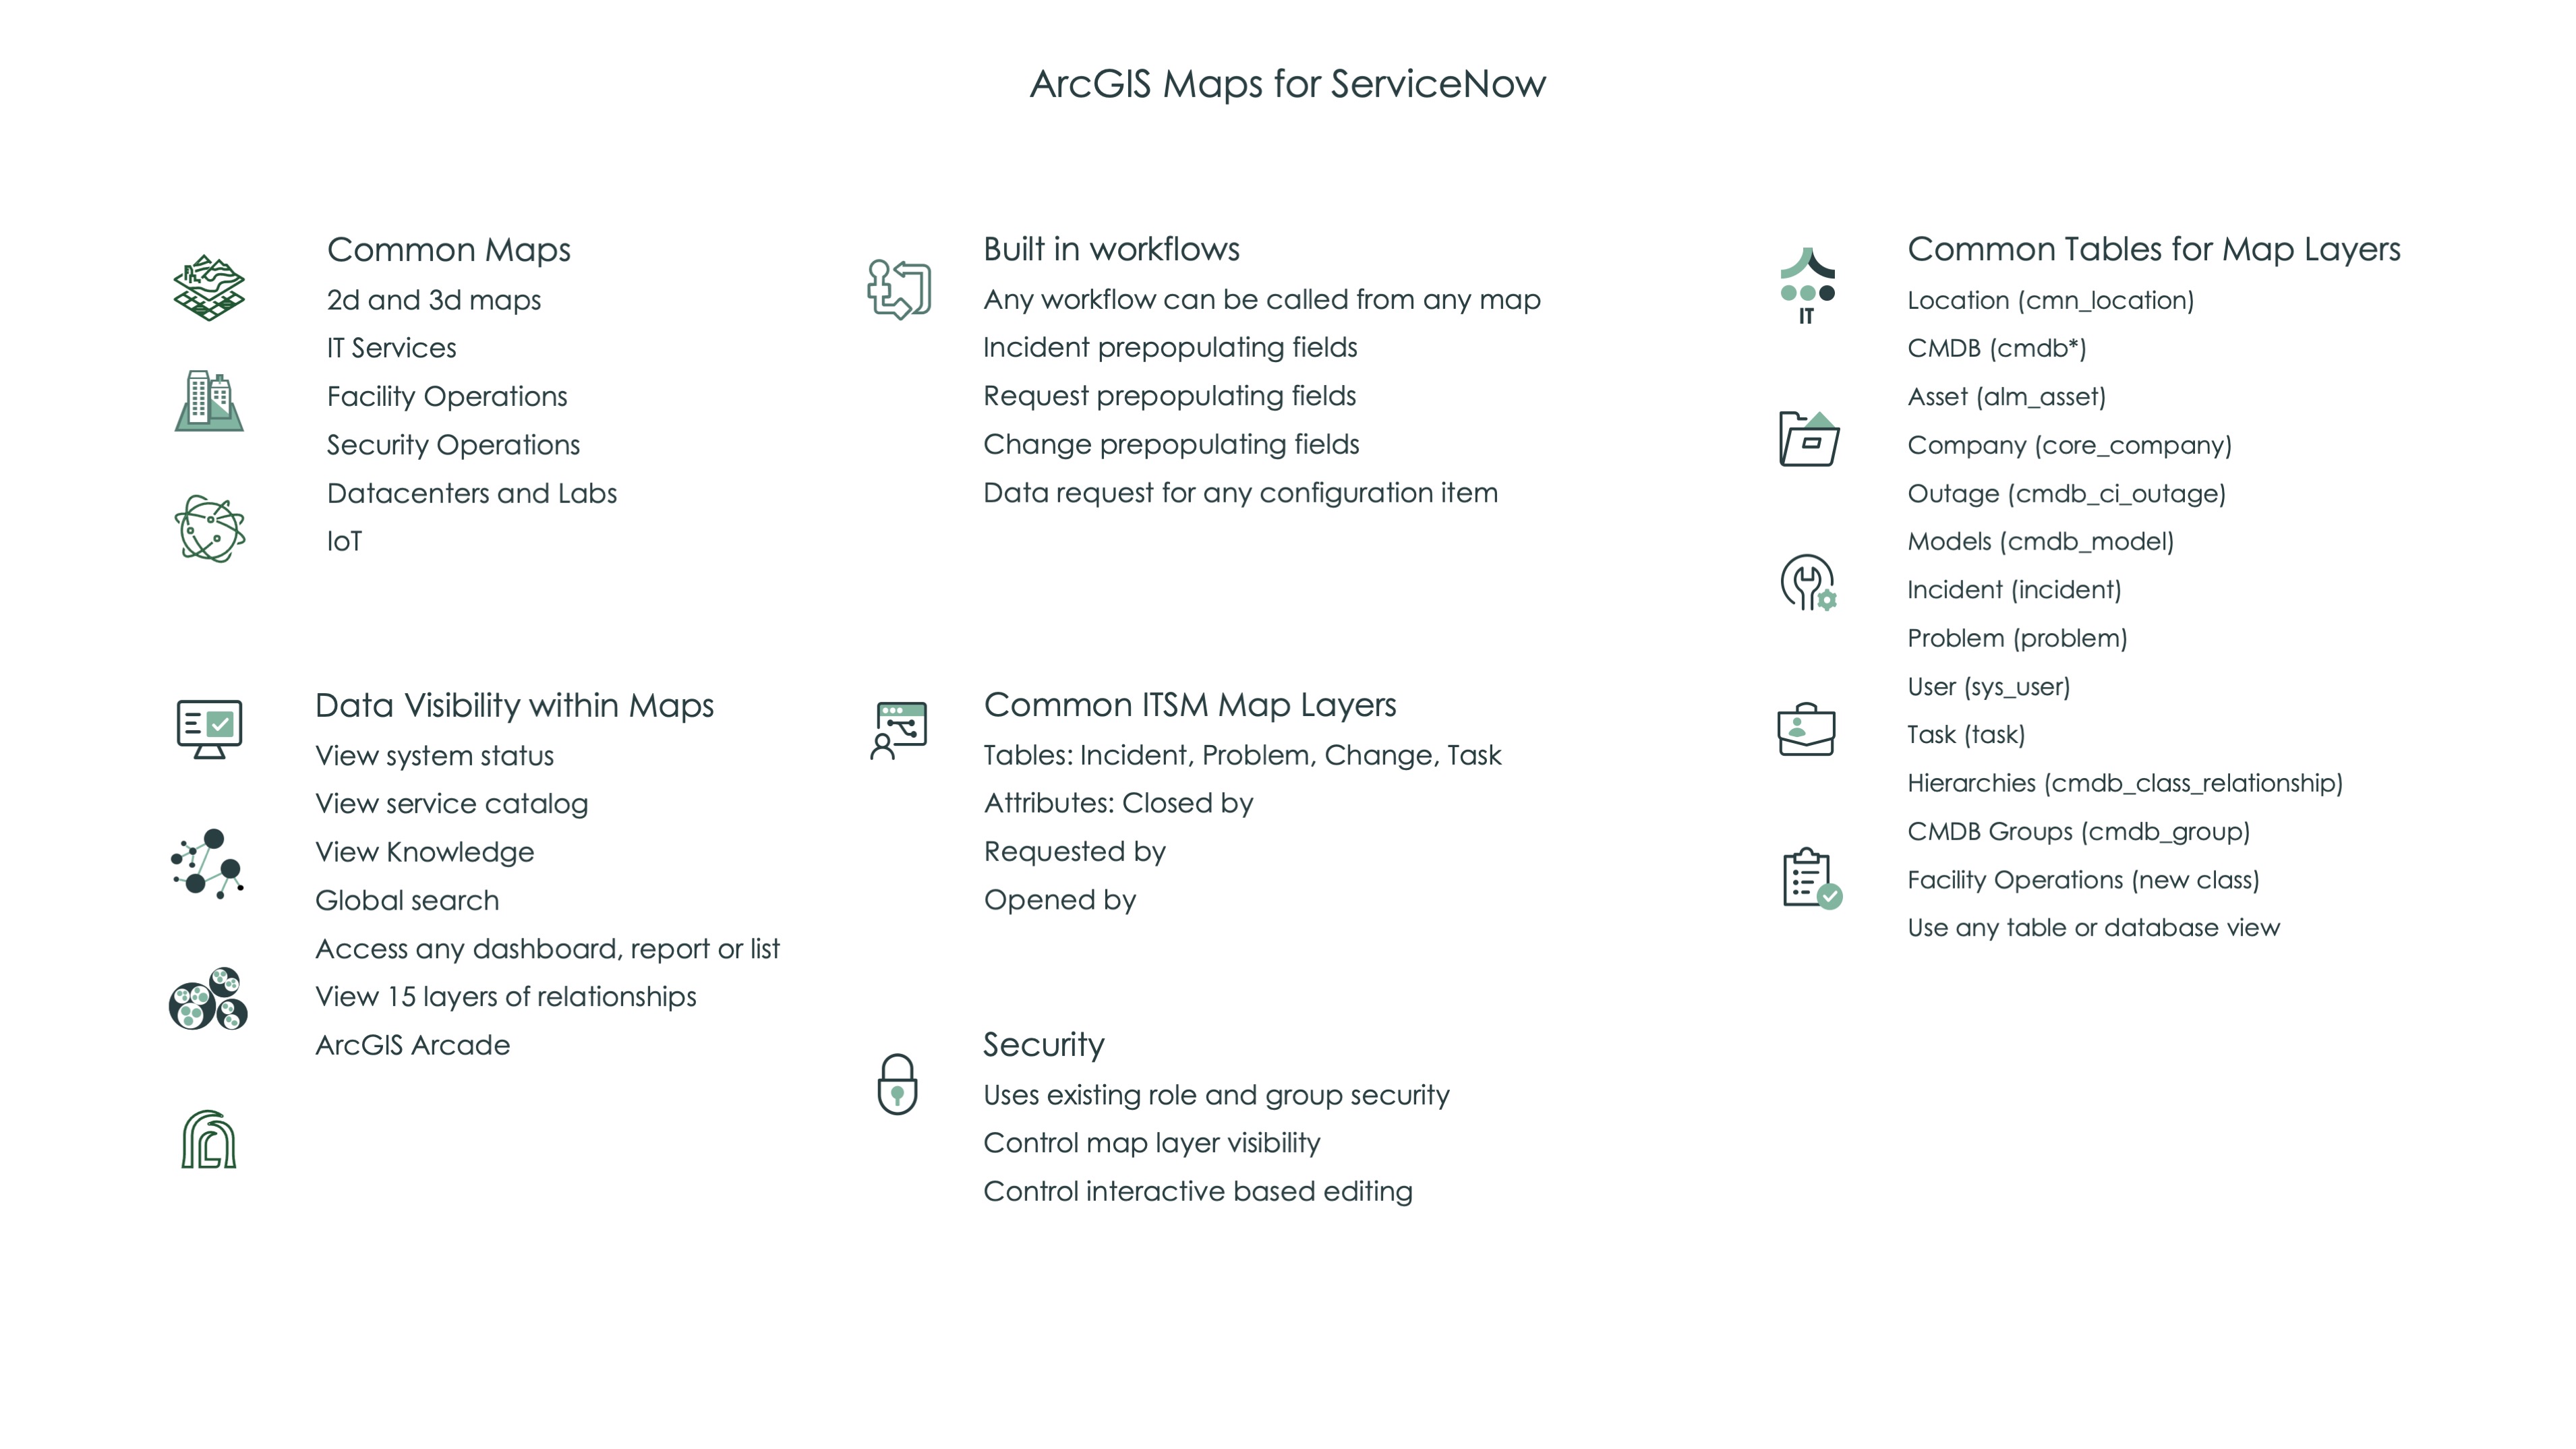 ArcGIS Maps for ServiceNow
Common Maps
2d and 3d maps
IT Services
Facility Operations
Security Operations
Datacenters and Labs
IoT
Data Visibility within Maps
View system status
View service catalog
View Knowledge
Global search
Access any dashboard, report or list
View 15 layers of relationships
ArcGIS Arcade
Built in workflows
Any workflow can be called from any map
Incident prepopulating fields
Request prepopulating fields
Change prepopulating fields
Data request for any configuration item
Common ITSM Map Layers
Tables: Incident, Problem, Change, Task
Attributes: Closed by
Requested by
Opened by
Security
Uses existing role and group security
Control map layer visibility
Control interactive based editing
IT
Common Tables for Map Layers
Location (cmn_location)
CMDB (cmdb*)
Asset (alm_asset)
Company (core_company)
Outage (cmdb_ci_outage)
Models (cmdb_model)
Incident (incident)
Problem (problem)
User (sys_user)
Task (task)
Hierarchies (cmdb_class_relationship)
CMDB Groups (cmdb_group)
Facility Operations (new class)
Use any table or database view